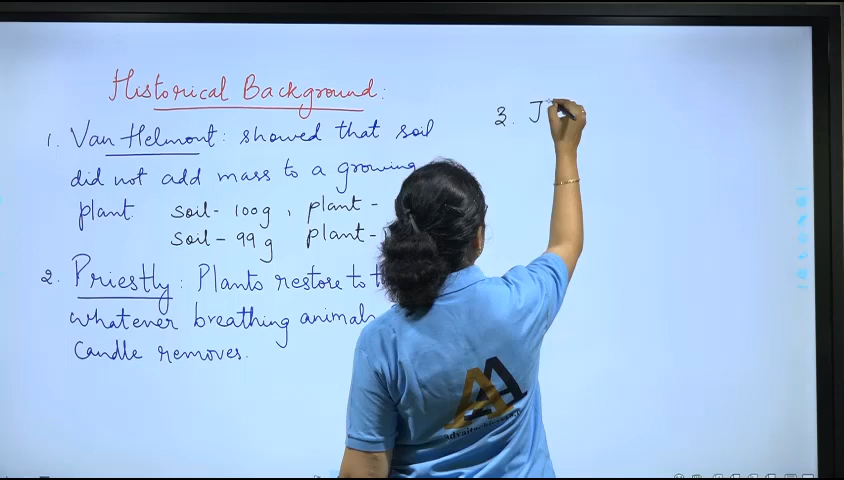 Historical Background:
1. Van Helmont: showed that soil
did not add mass to a growing
plant. soil- 100g, plant -
soil - 99 g plant-
2. Priestly: Plants restore to
whatever breathing animals
Candle removes.
3. J